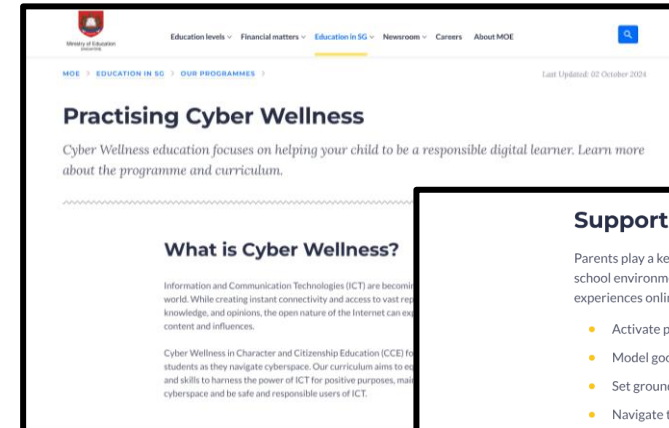 Ministry of Education
SINGAPORE
Education levels Financial matters Education in SG Newsroom Careers About MOE
MOE > EDUCATION IN SG > OUR PROGRAMMES >
Last Updated: 02 October 2024
Practising Cyber Wellness
Cyber Wellness education focuses on helping your child to be a responsible digital learner. Learn more
about the programme and curriculum.
What is Cyber Wellness?
Information and Communication Technologies (ICT) are becomin
world. While creating instant connectivity and access to vast rep
knowledge, and opinions, the open nature of the Internet can exp
content and influences.
Cyber Wellness in Character and Citizenship Education (CCE) fo
students as they navigate cyberspace. Our curriculum aims to eq
and skills to harness the power of ICT for positive purposes, mai
cyberspace and be safe and responsible users of ICT.
Support
Parents play a ke
school environme
experiences onlin
• Activate p
• Model goo
• Set ground
• Navigate t